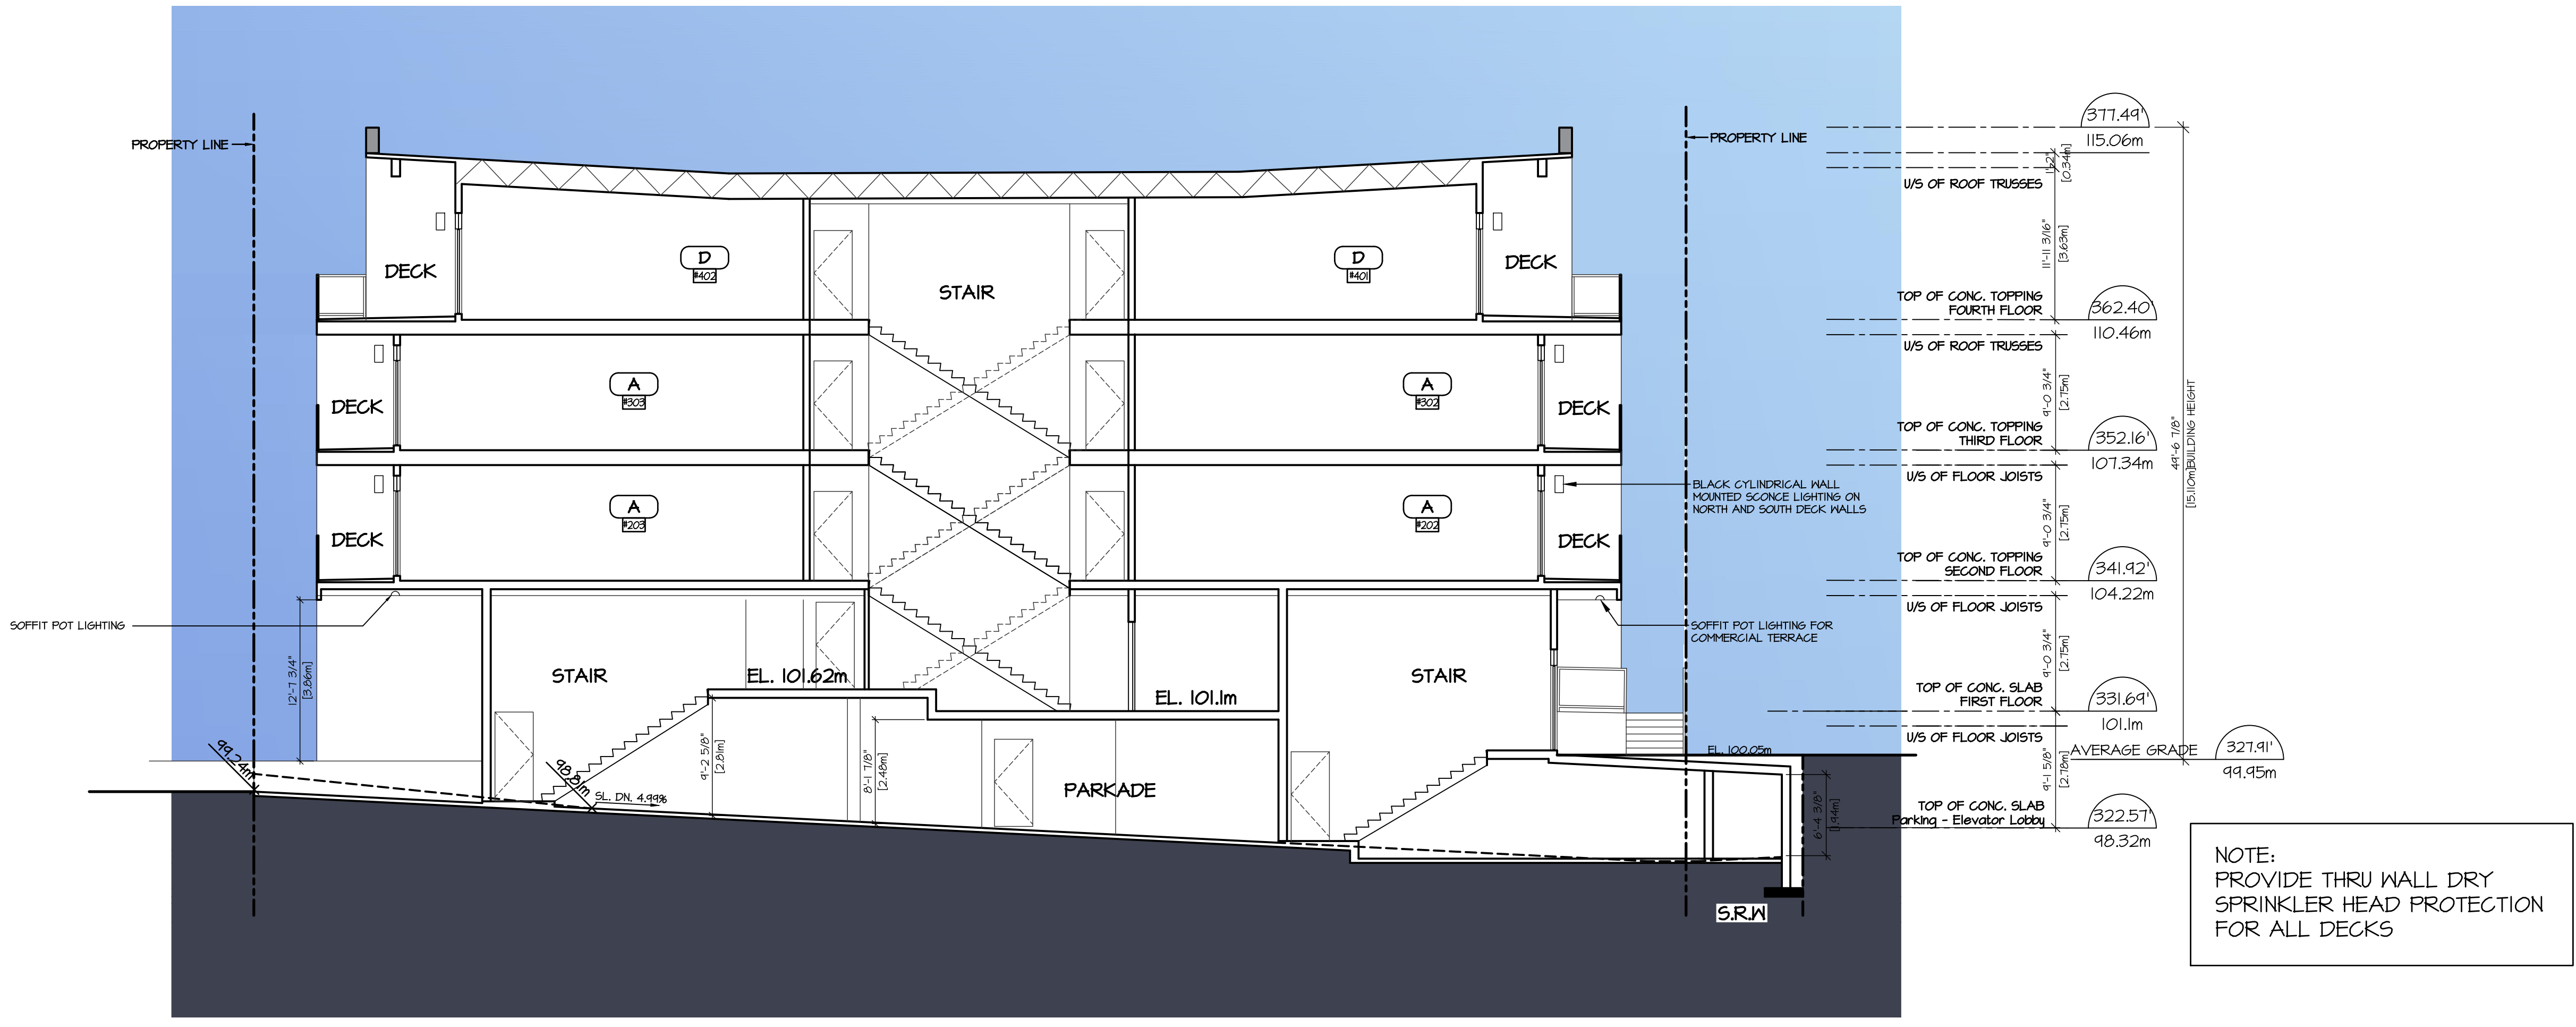 PROPERTY LINE
PROPERTY LINE
377.49'
115.06m
1'-2"
[0.34m]
U/S OF ROOF TRUSSES
DECK
D
#402
STAIR
D
#401
DECK
11'-11 3/16"
[3.63m]
TOP OF CONC. TOPPING
FOURTH FLOOR
362.40'
110.46m
U/S OF ROOF TRUSSES
DECK
A
#303
A
#302
DECK
9'-0 3/4"
[2.75m]
49'-6 7/8"
[15.110m]BUILDING HEIGHT
TOP OF CONC. TOPPING
THIRD FLOOR
352.16'
107.34m
U/S OF FLOOR JOISTS
BLACK CYLINDRICAL WALL
MOUNTED SCONCE LIGHTING ON
NORTH AND SOUTH DECK WALLS
DECK
A
#203
A
#202
DECK
9'-0 3/4"
[2.75m]
TOP OF CONC. TOPPING
SECOND FLOOR
341.92'
104.22m
U/S OF FLOOR JOISTS
SOFFIT POT LIGHTING
SOFFIT POT LIGHTING FOR
COMMERCIAL TERRACE
12'-7 3/4"
[3.86m]
STAIR
EL. 101.62m
EL. 101.1m
STAIR
9'-0 3/4"
[2.75m]
TOP OF CONC. SLAB
FIRST FLOOR
331.69'
101.1m
U/S OF FLOOR JOISTS
99.24m
98.81m
SL. DN. 4.99%
9'-2 5/8"
[2.81m]
8'-1 7/8"
[2.48m]
PARKADE
EL. 100.05m
AVERAGE GRADE
327.91'
99.95m
9'-1 5/8"
[2.78m]
6'-4 3/8"
[1.94m]
TOP OF CONC. SLAB
Parking - Elevator Lobby
322.57'
98.32m
S.R.W
NOTE:
PROVIDE THRU WALL DRY
SPRINKLER HEAD PROTECTION
FOR ALL DECKS